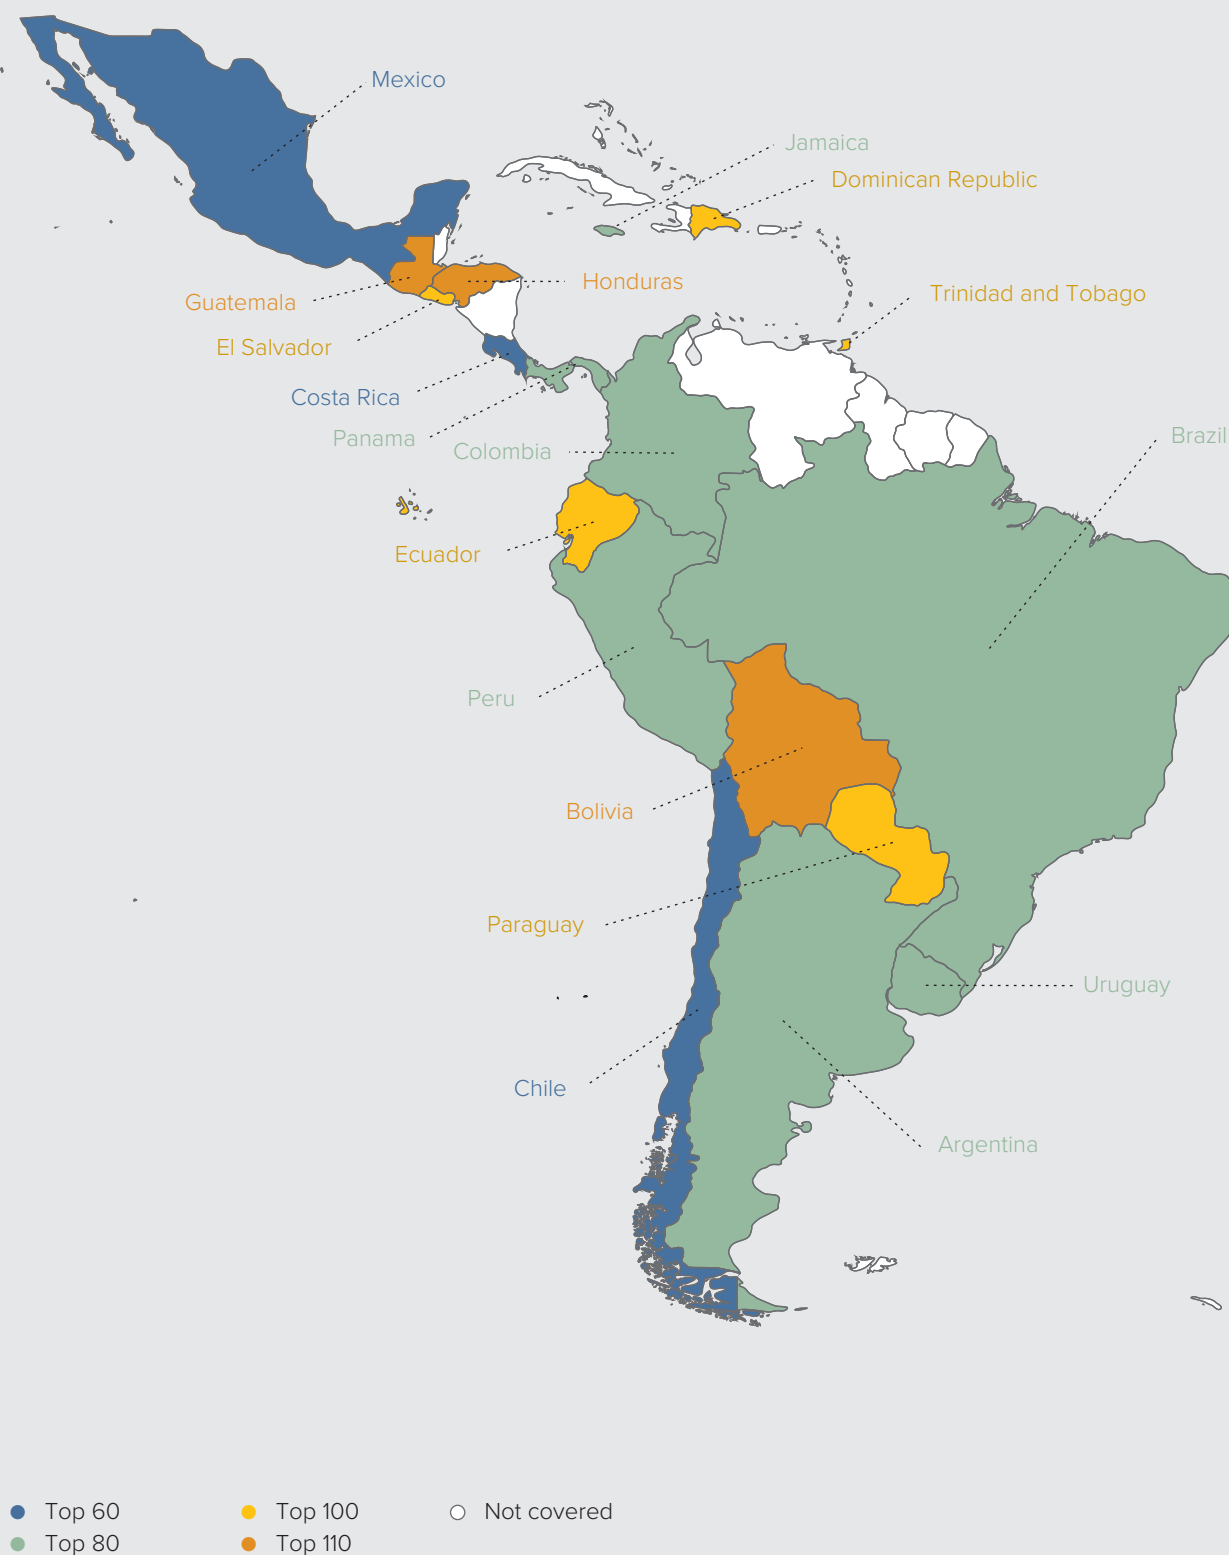 Mexico
Jamaica
Dominican Republic
Honduras
Guatemala
Trinidad and Tobago
El Salvador
Costa Rica
Panama
Colombia
Brazil
Ecuador
Peru
Bolivia
Paraguay
Uruguay
Chile
Argentina
Top 60
Top 100
Not covered
Top 80
Top 110